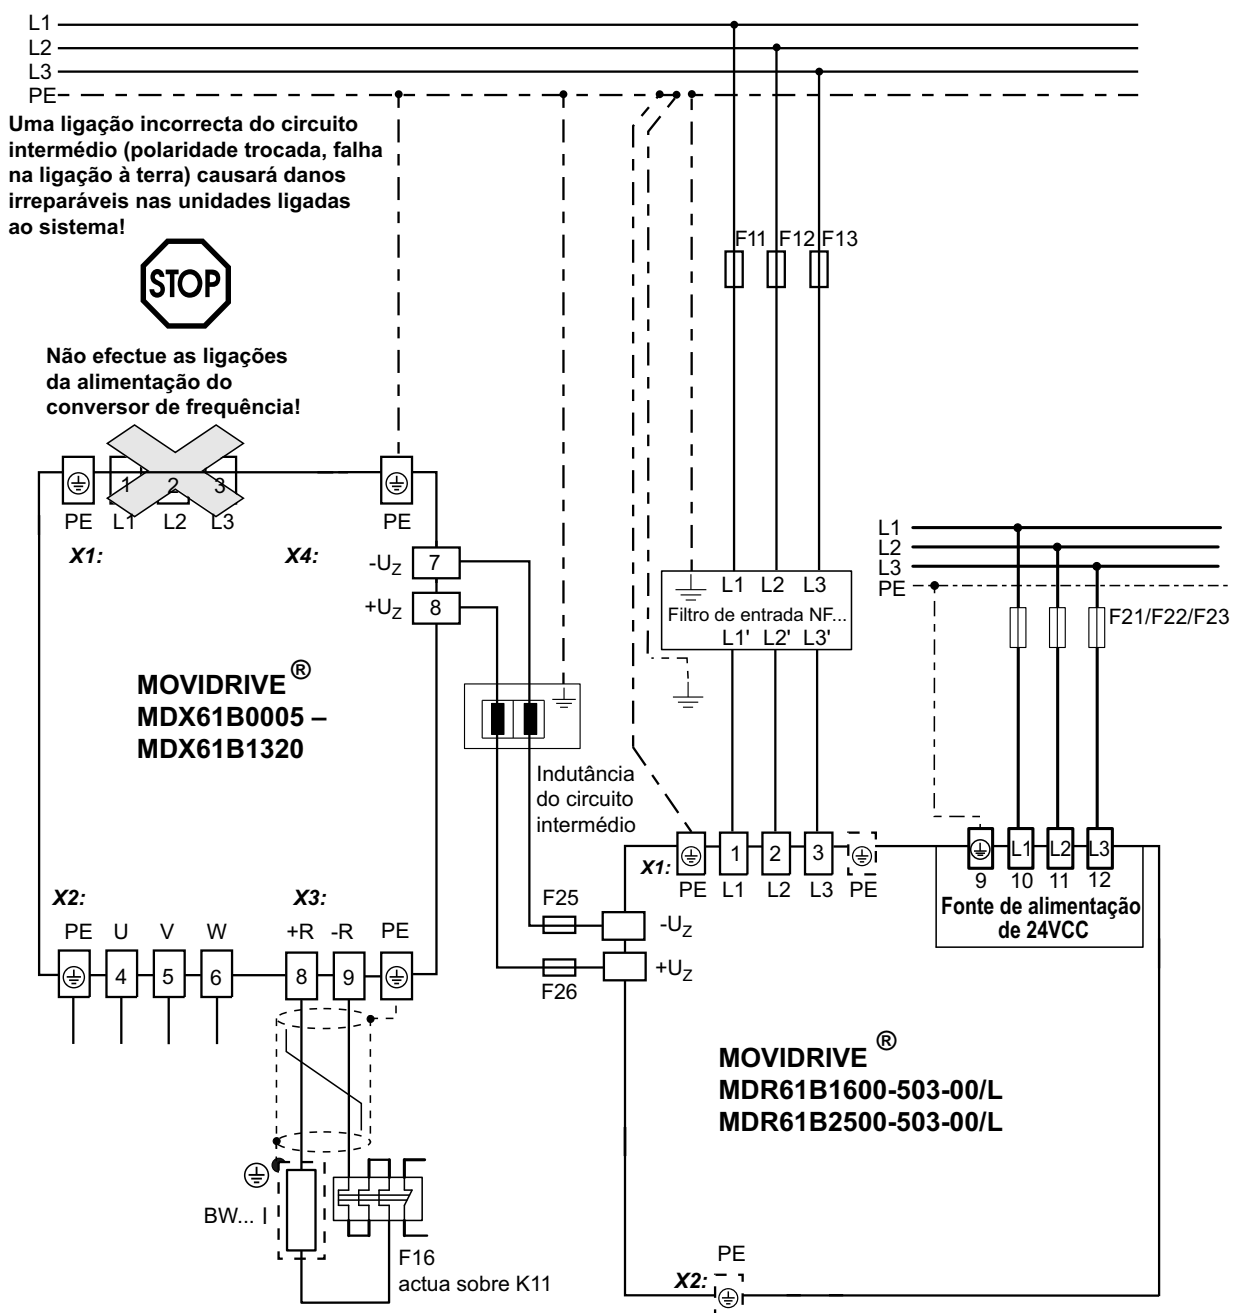 L1
L2
L3
PE
Uma ligação incorrecta do circuito
intermédio (polaridade trocada, falha
na ligação à terra) causará danos
irreparáveis nas unidades ligadas
ao sistema!
STOP
Não efectue as ligações
da alimentação do
conversor de frequência!
F11 F12 F13
1 2 3
PE L1 L2 L3 PE
X1: X4:
-UZ 7
+UZ 8
MOVIDRIVE ®
MDX61B0005 –
MDX61B1320
L1 L2 L3
Filtro de entrada NF...
L1' L2' L3'
L1
L2
L3
PE
F21/F22/F23
Indutância
do circuito
intermédio
X1: 1 2 3
PE L1 L2 L3 PE
L1 L2 L3
9 10 11 12
Fonte de alimentação
de 24VCC
F25
-UZ
+UZ
F26
X2: X3:
PE U V W +R -R PE
4 5 6 8 9
MOVIDRIVE ®
MDR61B1600-503-00/L
MDR61B2500-503-00/L
BW...
F16
actua sobre K11
PE
X2: